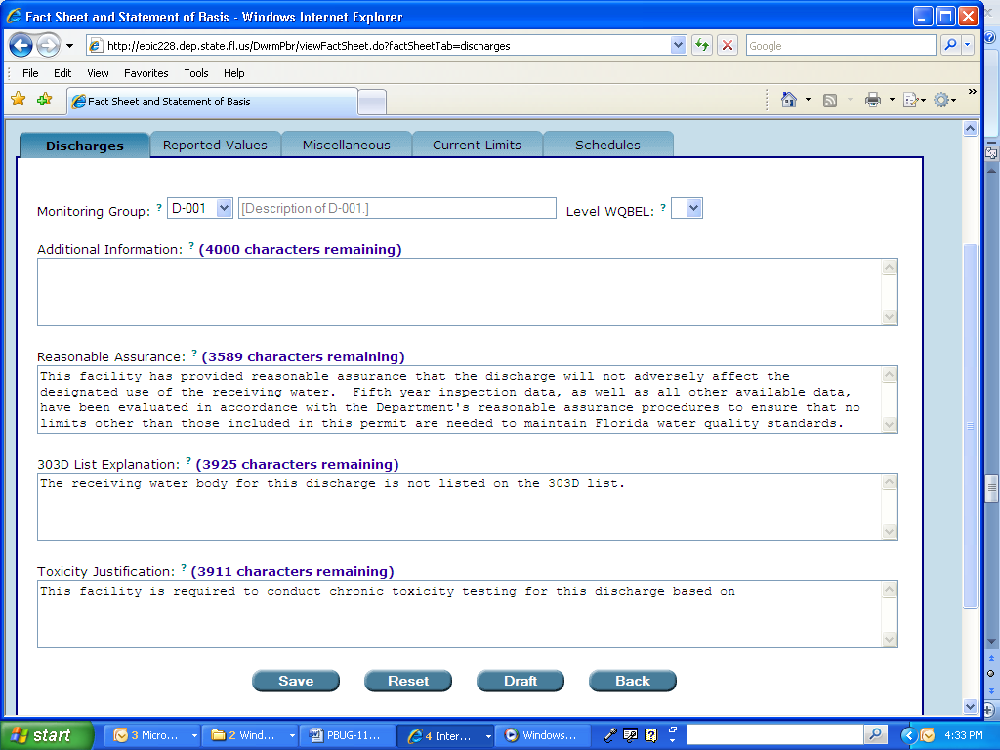 Fact Sheet and Statement of Basis - Windows Internet Explorer
http://epic228.dep.state.fl.us/DwrmPbr/viewFactSheet.do?factSheetTab=discharges
Google
File Edit View Favorites Tools Help
Fact Sheet and Statement of Basis
Discharges Reported Values Miscellaneous Current Limits Schedules
Monitoring Group: ? D-001 [Description of D-001.] Level WQBEL: ?
Additional Information: ? (4000 characters remaining)
Reasonable Assurance: ? (3589 characters remaining)
This facility has provided reasonable assurance that the discharge will not adversely affect the
designated use of the receiving water.  Fifth year inspection data, as well as all other available data,
have been evaluated in accordance with the Department's reasonable assurance procedures to ensure that no
limits other than those included in this permit are needed to maintain Florida water quality standards.
303D List Explanation: ? (3925 characters remaining)
The receiving water body for this discharge is not listed on the 303D list.
Toxicity Justification: ? (3911 characters remaining)
This facility is required to conduct chronic toxicity testing for this discharge based on
Save Reset Draft Back
start 3 Micro... 2 Wind... PBUG-11... 4 Inter... Windows... 4:33 PM